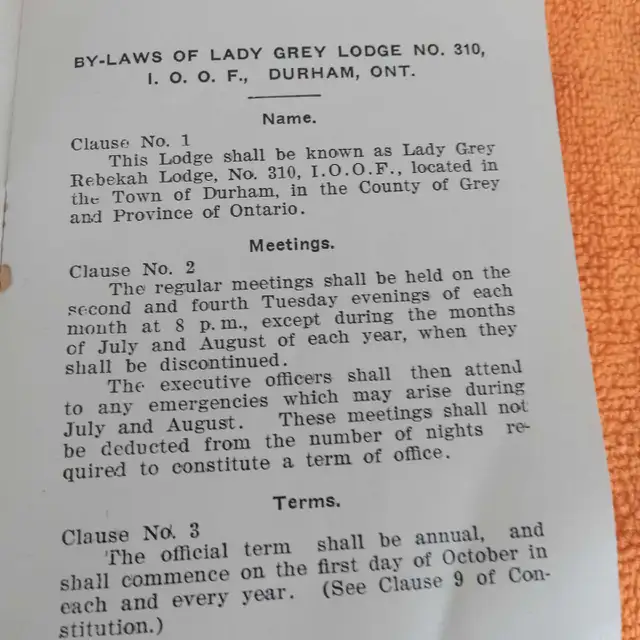 BY-LAWS OF LADY GREY LODGE NO. 310,
I. O. O. F., DURHAM, ONT.
Name.
Clause No. 1
This Lodge shall be known as Lady Grey
Rebekah Lodge, No. 310, I.O.O.F., located in
the Town of Durham, in the County of Grey
and Province of Ontario.
Meetings.
Clause No. 2
The regular meetings shall be held on the
second and fourth Tuesday evenings of each
month at 8 p.m., except during the months
of July and August of each year, when they
shall be discontinued.
The executive officers shall then attend
to any emergencies which may arise during
July and August. These meetings shall not
be deducted from the number of nights re-
quired to constitute a term of office.
Terms.
Clause No. 3
The official term shall be annual, and
shall commence on the first day of October in
each and every year. (See Clause 9 of Con-
stitution.)